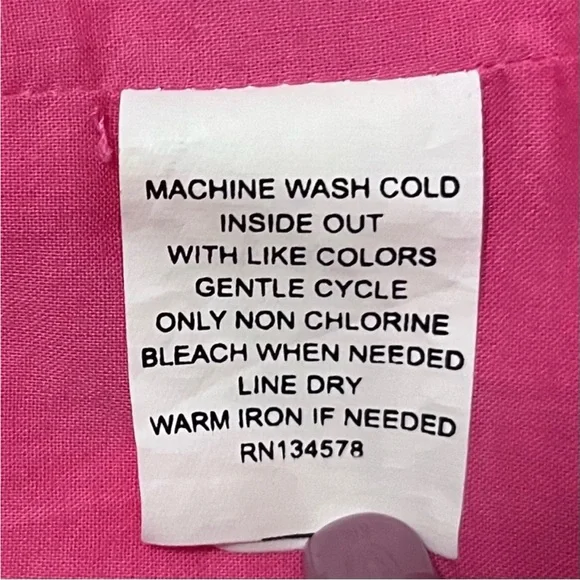 MACHINE WASH COLD
INSIDE OUT
WITH LIKE COLORS
GENTLE CYCLE
ONLY NON CHLORINE
BLEACH WHEN NEEDED
LINE DRY
WARM IRON IF NEEDED
RN134578